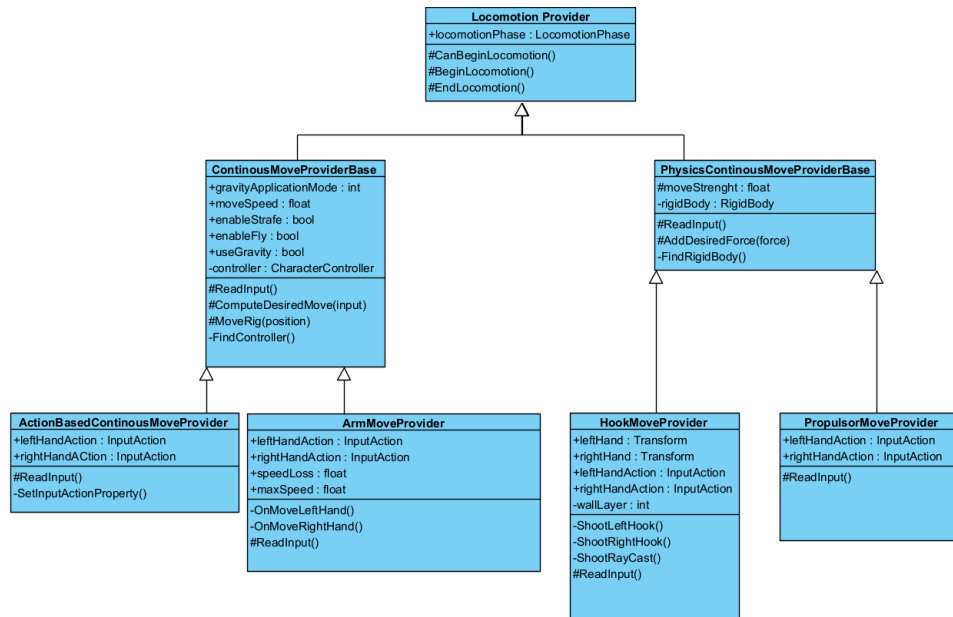 Locomotion Provider
+locomotionPhase : LocomotionPhase
#CanBeginLocomotion()
#BeginLocomotion()
#EndLocomotion()
ContinousMoveProviderBase
+gravityApplicationMode : int
+moveSpeed : float
+enableStrafe : bool
+enableFly : bool
+useGravity : bool
-controller : CharacterController
#ReadInput()
#ComputeDesiredMove(input)
#MoveRig(position)
-FindController()
PhysicsContinousMoveProviderBase
#moveStrenght : float
-rigidBody : RigidBody
#ReadInput()
#AddDesiredForce(force)
-FindRigidBody()
ActionBasedContinousMoveProvider
+leftHandAction : InputAction
+rightHandACtion : InputAction
#ReadInput()
-SetInputActionProperty()
ArmMoveProvider
+leftHandAction : InputAction
+rightHandAction : InputAction
+speedLoss : float
+maxSpeed : float
-OnMoveLeftHand()
-OnMoveRightHand()
#ReadInput()
HookMoveProvider
+leftHand : Transform
+rightHand : Transform
+leftHandAction : InputAction
+rightHandAction : InputAction
-wallLayer : int
-ShootLeftHook()
-ShootRightHook()
-ShootRayCast()
#ReadInput()
PropulsorMoveProvider
+leftHandAction : InputAction
+rightHandAction : InputAction
#ReadInput()